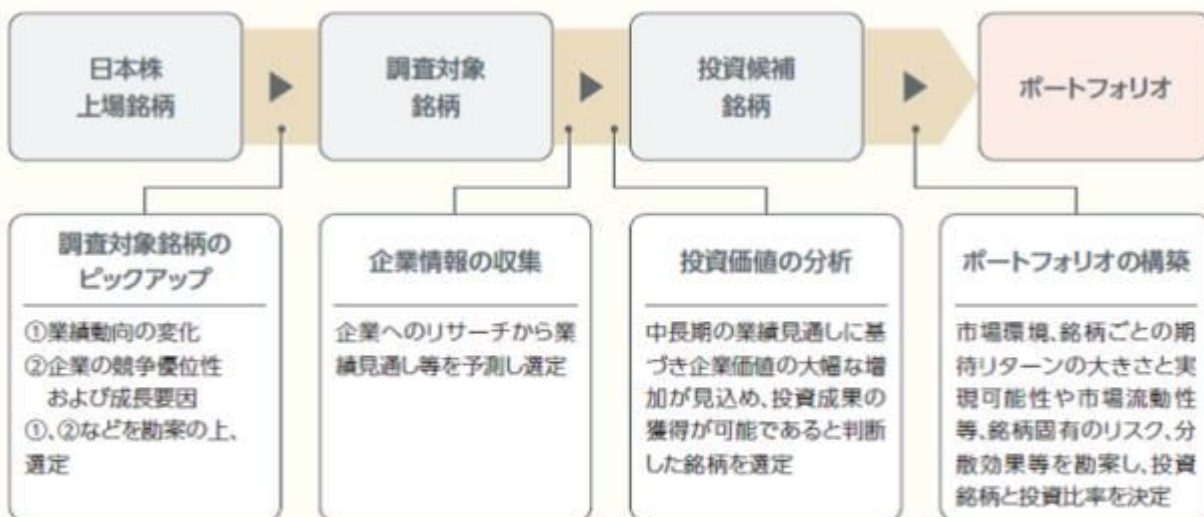 日本株
上場銘柄
調査対象
銘柄
投資候補
銘柄
ポートフォリオ
調査対象銘柄の
ピックアップ
①業績動向の変化
②企業の競争優位性
および成長要因
①、②などを勘案の上、
選定
企業情報の収集
企業へのリサーチから業
績見通し等を予測し選定
投資価値の分析
中長期の業績見通しに基
づき企業価値の大幅な増
加が見込め、投資成果の
獲得が可能であると判断
した銘柄を選定
ポートフォリオの構築
市場環境、銘柄ごとの期
待リターンの大きさと実
現可能性や市場流動性
等、銘柄固有のリスク、分
散効果等を勘案し、投資
銘柄と投資比率を決定